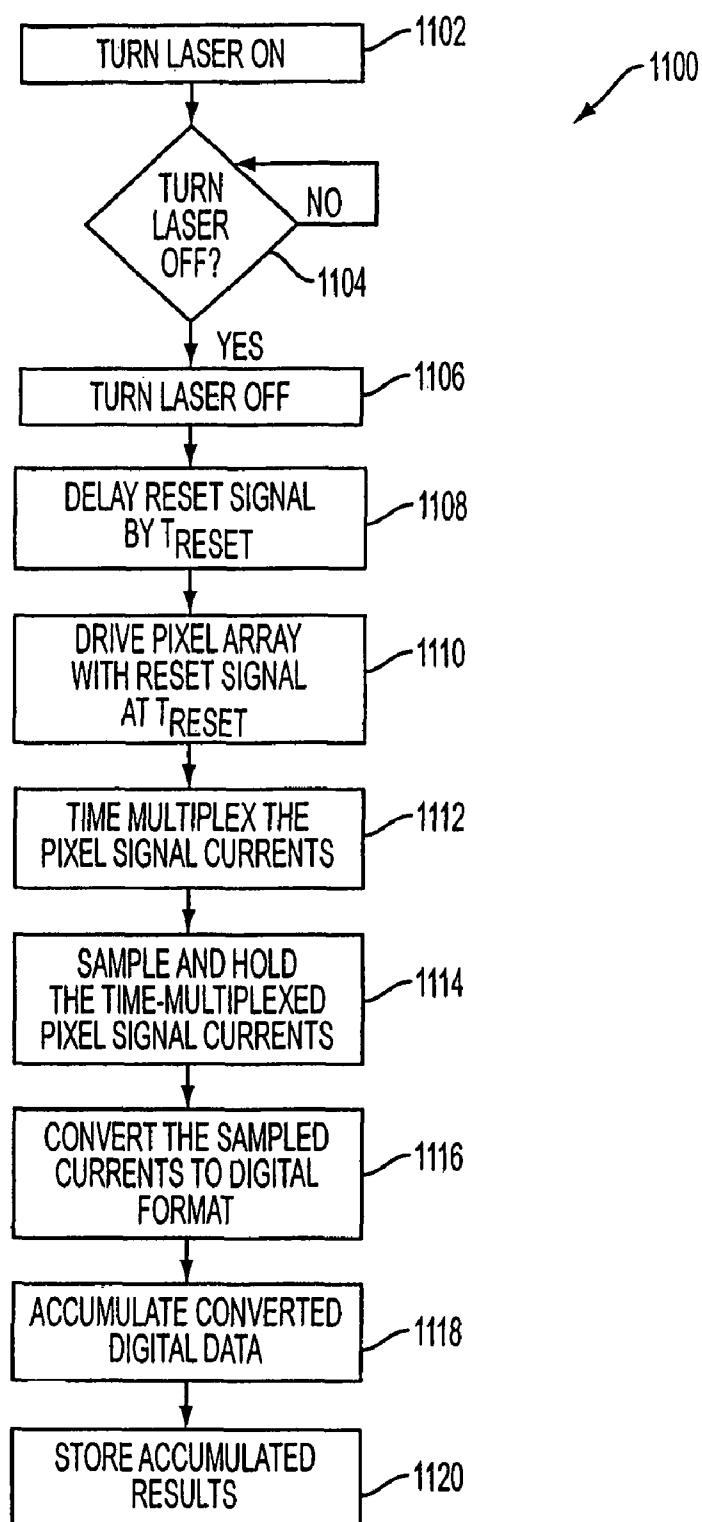 TURN LASER ON
1102
1100
TURN
LASER
OFF?
NO
1104
YES
TURN LASER OFF
1106
DELAY RESET SIGNAL
BY TRESET
1108
DRIVE PIXEL ARRAY
WITH RESET SIGNAL
AT TRESET
1110
TIME MULTIPLEX THE
PIXEL SIGNAL CURRENTS
1112
SAMPLE AND HOLD
THE TIME-MULTIPLEXED
PIXEL SIGNAL CURRENTS
1114
CONVERT THE SAMPLED
CURRENTS TO DIGITAL
FORMAT
1116
ACCUMULATE CONVERTED
DIGITAL DATA
1118
STORE ACCUMULATED
RESULTS
1120